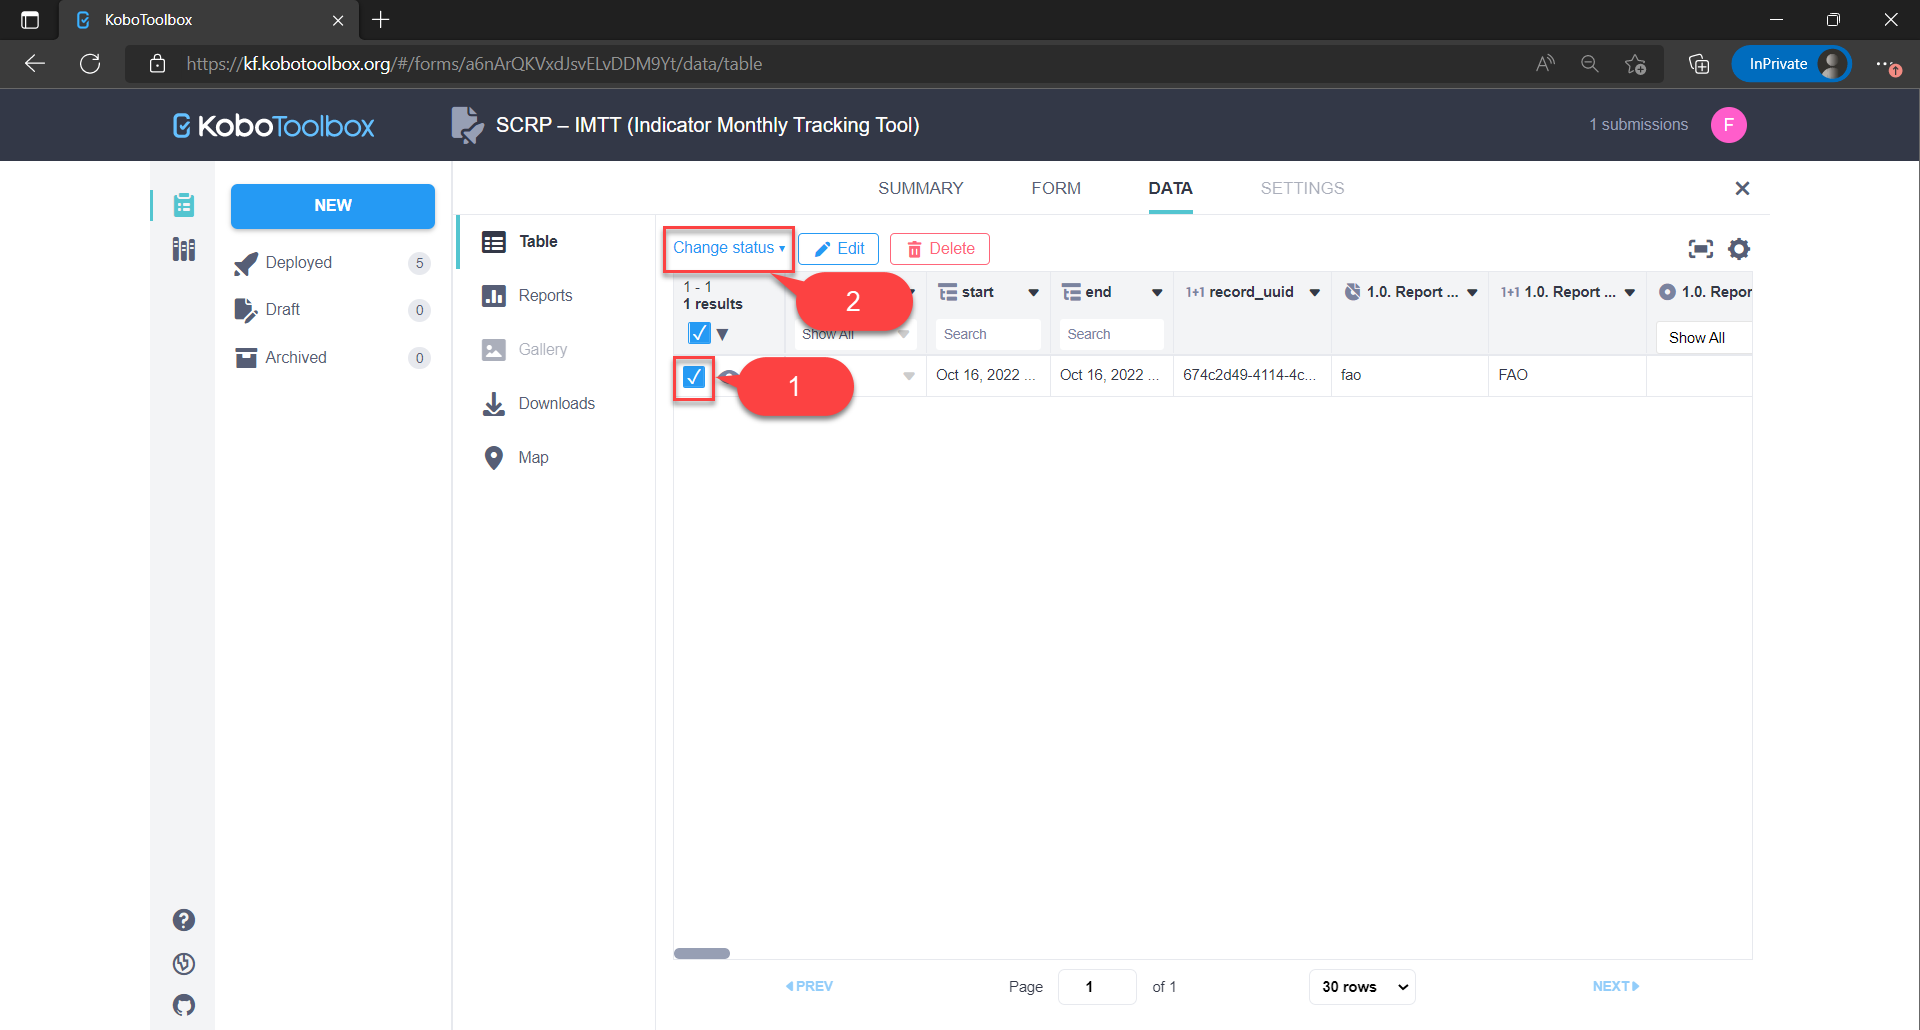 KoboToolbox
https://kf.kobotoolbox.org/#/forms/a6nArQKVxdJsvELvDDM9Yt/data/table
InPrivate
KoboToolbox
SCRP – IMTT (Indicator Monthly Tracking Tool)
1 submissions
F
NEW
Deployed 5
Draft 0
Archived 0
SUMMARY FORM DATA SETTINGS
Table
Reports
Gallery
Downloads
Map
Change status
Edit
Delete
1 - 1
1 results
2
Show All
start
Search
end
Search
1+1 record_uuid
1.0. Report ...
1+1 1.0. Report ...
1.0. Repor
Show All
1
Oct 16, 2022 ... Oct 16, 2022 ... 674c2d49-4114-4c... fao FAO
PREV
Page 1 of 1
30 rows
NEXT